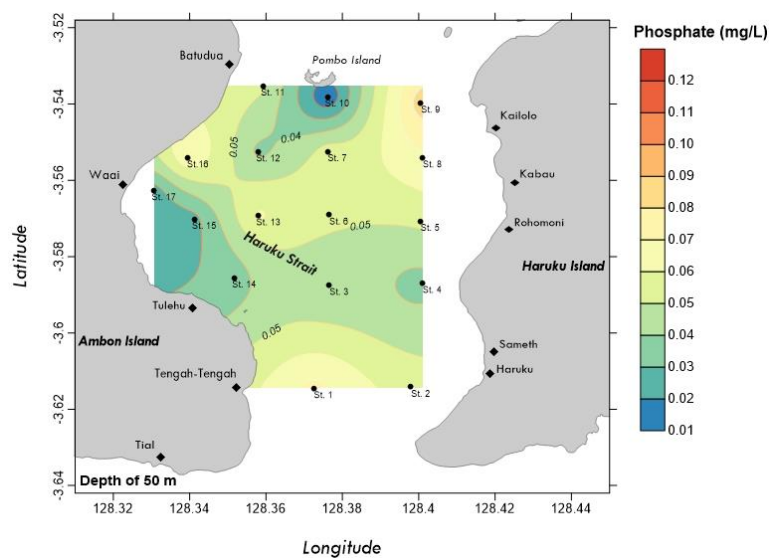 Phosphate (mg/L)
0.12
0.11
0.10
0.09
0.08
0.07
0.06
0.05
0.04
0.03
0.02
0.01
Latitude
-3.52
-3.54
-3.56
-3.58
-3.6
-3.62
-3.64
Batudua
Pombo Island
St. 11
St. 10
St. 9
Kailolo
0.05
0.04
St.16
St. 12
St. 7
St. 8
Waai
St. 17
Kabau
St. 15
St. 13
St. 6
0.05
St. 5
Rohomoni
Haruku Strait
Haruku Island
St. 14
St. 3
St. 4
Tulehu
0.05
Ambon Island
Sameth
Tengah-Tengah
Haruku
St. 1
St. 2
Tial
Depth of 50 m
128.32
128.34
128.36
128.38
128.4
128.42
128.44
Longitude